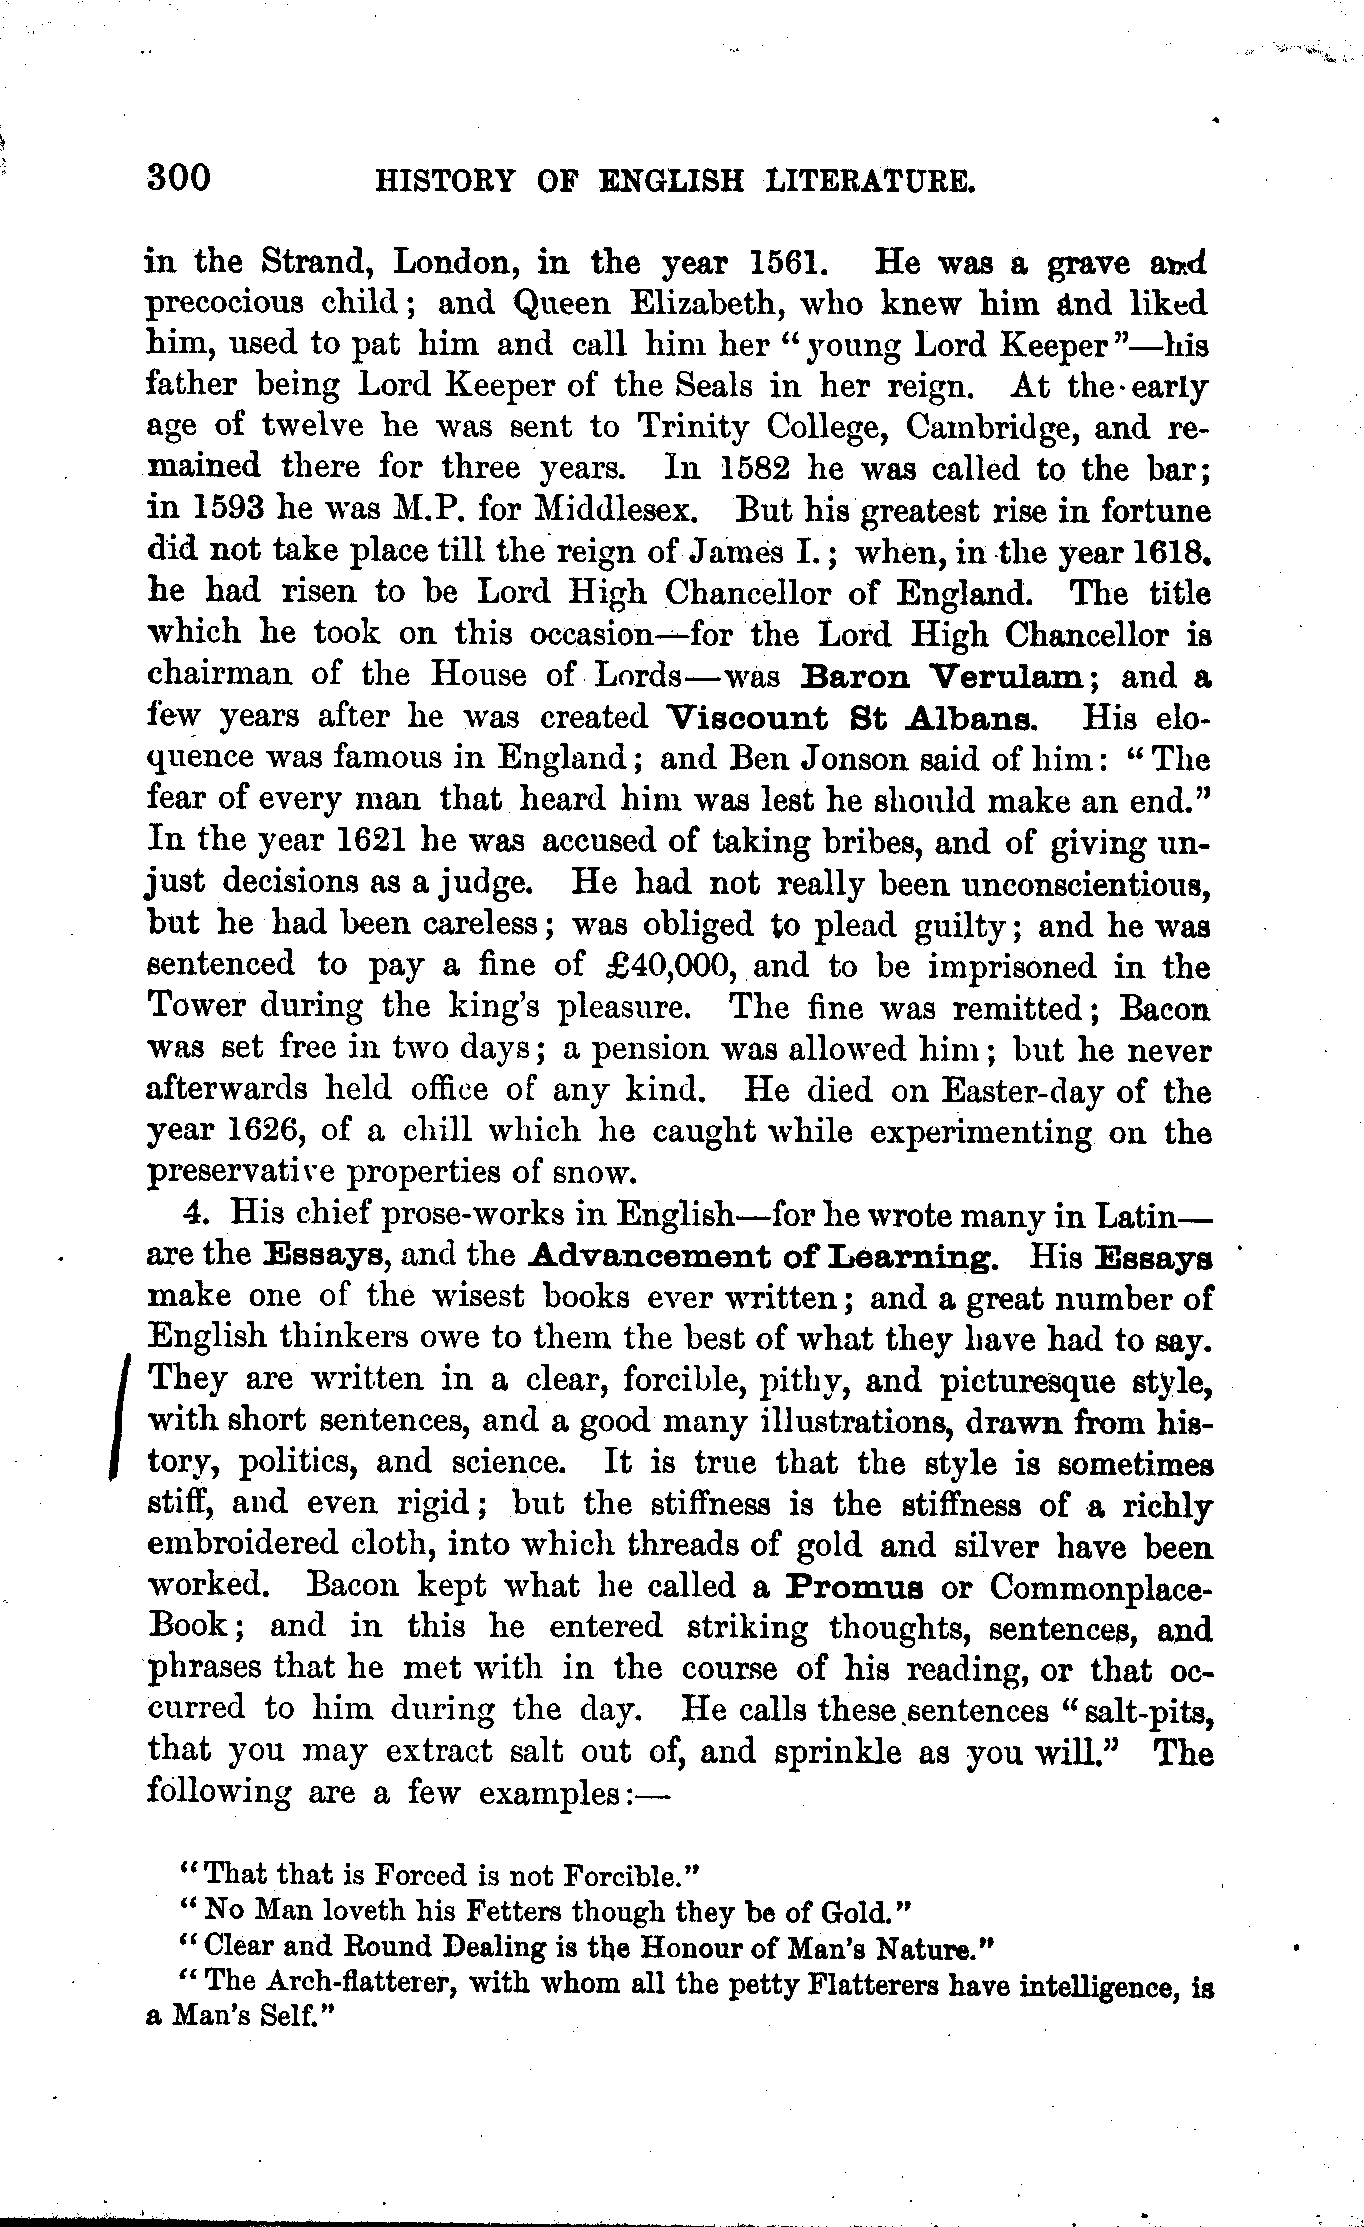 300 HISTORY OF ENGLISH LITERATURE.
in the Strand, London, in the year 1561. He was a grave and
precocious child; and Queen Elizabeth, who knew him and liked
him, used to pat him and call him her “young Lord Keeper”—his
father being Lord Keeper of the Seals in her reign. At the early
age of twelve he was sent to Trinity College, Cambridge, and re-
mained there for three years. In 1582 he was called to the bar;
in 1593 he was M.P. for Middlesex. But his greatest rise in fortune
did not take place till the reign of James I.; when, in the year 1618,
he had risen to be Lord High Chancellor of England. The title
which he took on this occasion—for the Lord High Chancellor is
chairman of the House of Lords—was Baron Verulam; and a
few years after he was created Viscount St Albans. His elo-
quence was famous in England; and Ben Jonson said of him: “The
fear of every man that heard him was lest he should make an end.”
In the year 1621 he was accused of taking bribes, and of giving un-
just decisions as a judge. He had not really been unconscientious,
but he had been careless; was obliged to plead guilty; and he was
sentenced to pay a fine of £40,000, and to be imprisoned in the
Tower during the king’s pleasure. The fine was remitted; Bacon
was set free in two days; a pension was allowed him; but he never
afterwards held office of any kind. He died on Easter-day of the
year 1626, of a chill which he caught while experimenting on the
preservative properties of snow.
4. His chief prose-works in English—for he wrote many in Latin—
are the Essays, and the Advancement of Learning. His Essays
make one of the wisest books ever written; and a great number of
English thinkers owe to them the best of what they have had to say.
They are written in a clear, forcible, pithy, and picturesque style,
with short sentences, and a good many illustrations, drawn from his-
tory, politics, and science. It is true that the style is sometimes
stiff, and even rigid; but the stiffness is the stiffness of a richly
embroidered cloth, into which threads of gold and silver have been
worked. Bacon kept what he called a Promus or Commonplace-
Book; and in this he entered striking thoughts, sentences, and
phrases that he met with in the course of his reading, or that oc-
curred to him during the day. He calls these sentences “salt-pits,
that you may extract salt out of, and sprinkle as you will.” The
following are a few examples:—
“That that is Forced is not Forcible.”
“No Man loveth his Fetters though they be of Gold.”
“Clear and Round Dealing is the Honour of Man’s Nature.”
“The Arch-flatterer, with whom all the petty Flatterers have intelligence, is
a Man’s Self.”